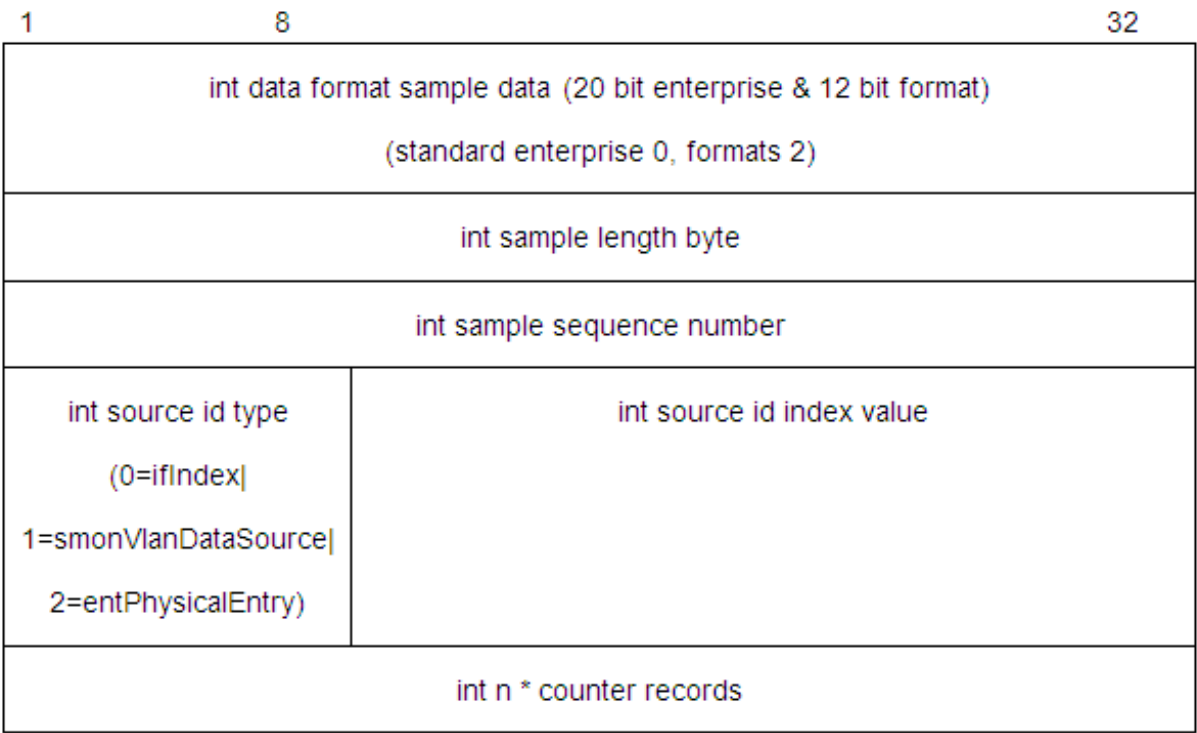 1 8 32
int data format sample data (20 bit enterprise & 12 bit format)
(standard enterprise 0, formats 2)
int sample length byte
int sample sequence number
int source id type
(0=ifIndex|
1=smonVlanDataSource|
2=entPhysicalEntry)
int source id index value
int n * counter records